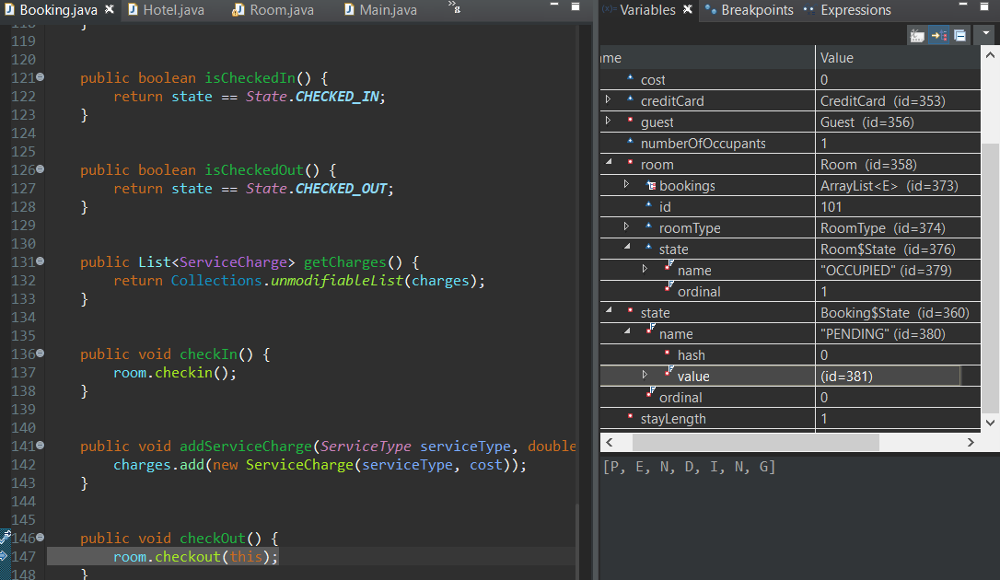 Booking.java Hotel.java Room.java Main.java
119
120
121 public boolean isCheckedIn() {
122 return state == State.CHECKED_IN;
123 }
124
125
126 public boolean isCheckedOut() {
127 return state == State.CHECKED_OUT;
128 }
129
130
131 public List<ServiceCharge> getCharges() {
132 return Collections.unmodifiableList(charges);
133 }
134
135
136 public void checkIn() {
137 room.checkin();
138 }
139
140
141 public void addServiceCharge(ServiceType serviceType, double
142 charges.add(new ServiceCharge(serviceType, cost));
143 }
144
145
146 public void checkOut() {
147 room.checkout(this);
148 }
Variables Breakpoints Expressions
me Value
cost 0
creditCard CreditCard (id=353)
guest Guest (id=356)
numberOfOccupants 1
room Room (id=358)
bookings ArrayList<E> (id=373)
id 101
roomType RoomType (id=374)
state Room$State (id=376)
name "OCCUPIED" (id=379)
ordinal 1
state Booking$State (id=360)
name "PENDING" (id=380)
hash 0
value (id=381)
ordinal 0
stayLength 1
[P, E, N, D, I, N, G]